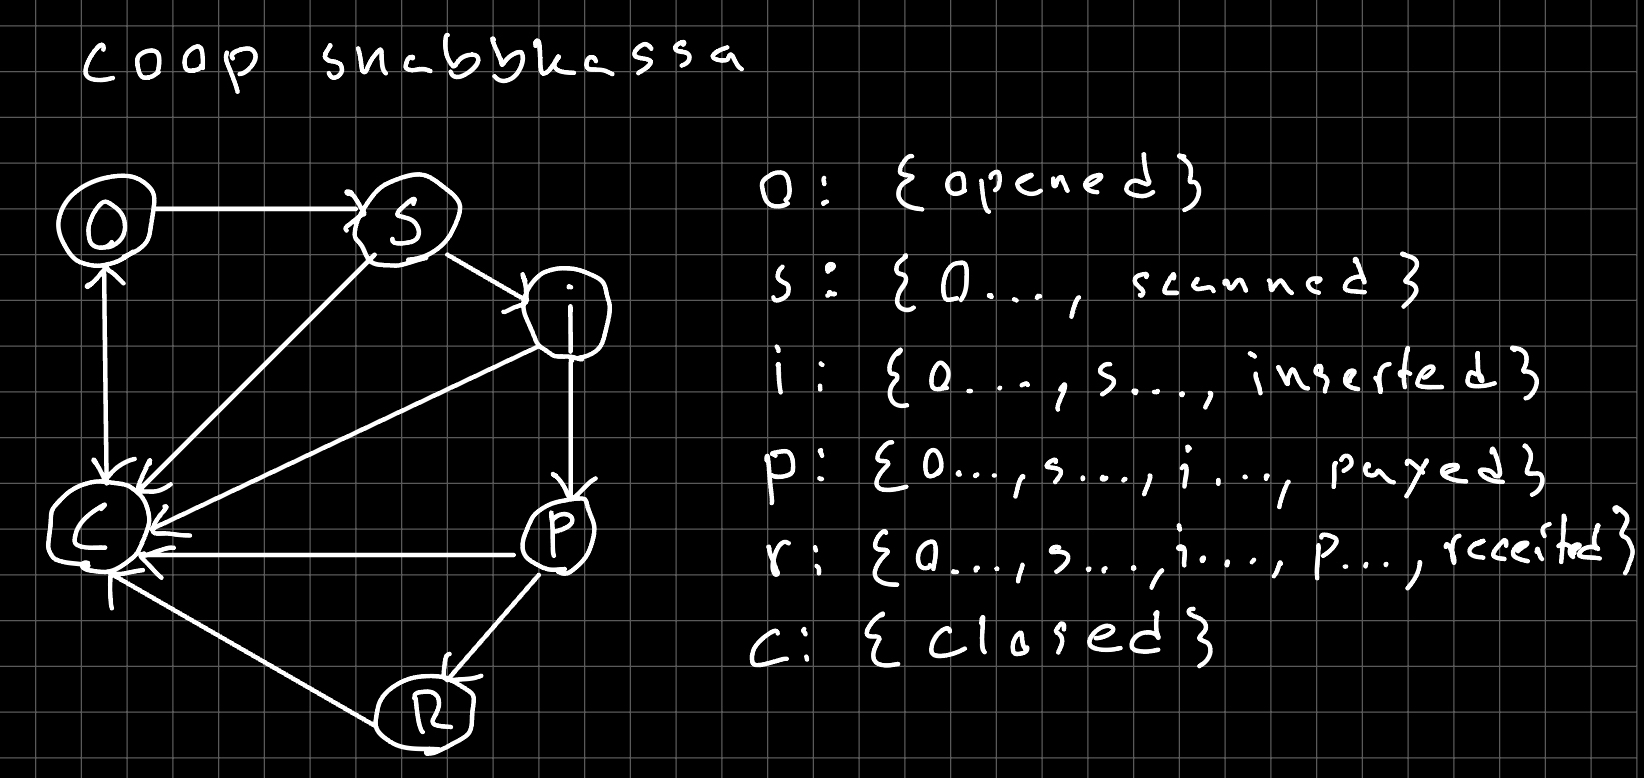 Coop snabbkassa
O
S
i
C
P
R
o: {opened}
s: {o..., scanned}
i: {o..., s..., inserted}
p: {o..., s..., i..., payed}
r: {o..., s..., i..., p..., receited}
c: {closed}